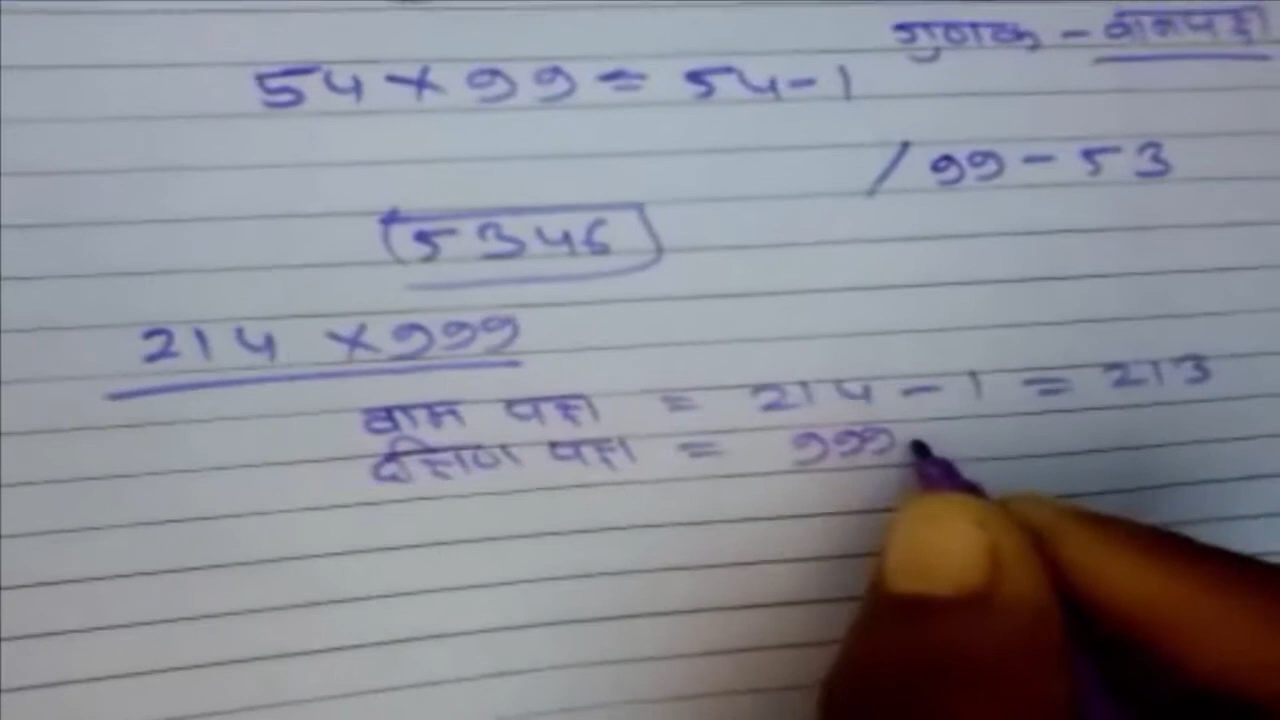 गुणक - वामपक्ष
54 × 99 = 54 - 1
/ 99 - 53
5346
214 × 999
वाम पक्ष = 214 - 1 = 213
दक्षिण पक्ष = 999